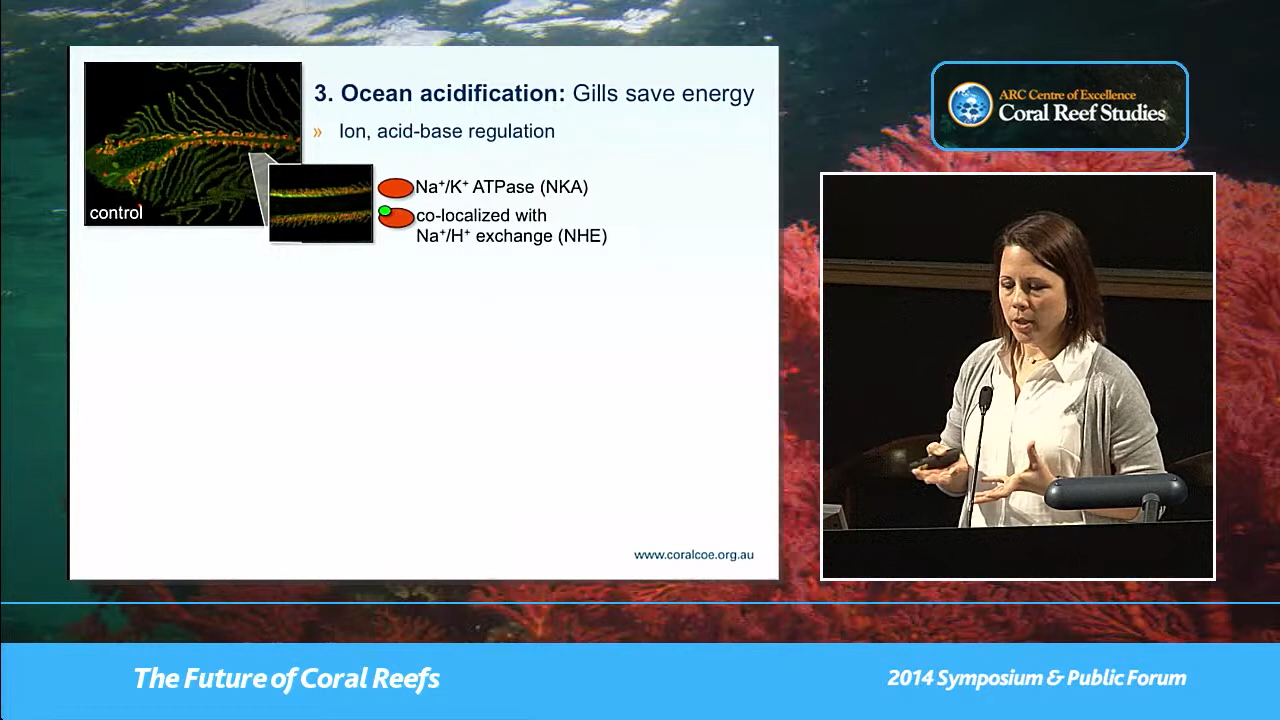 3. Ocean acidification: Gills save energy
» Ion, acid-base regulation
control
Na⁺/K⁺ ATPase (NKA)
co-localized with
Na⁺/H⁺ exchange (NHE)
www.coralcoe.org.au
ARC Centre of Excellence
Coral Reef Studies
The Future of Coral Reefs
2014 Symposium & Public Forum